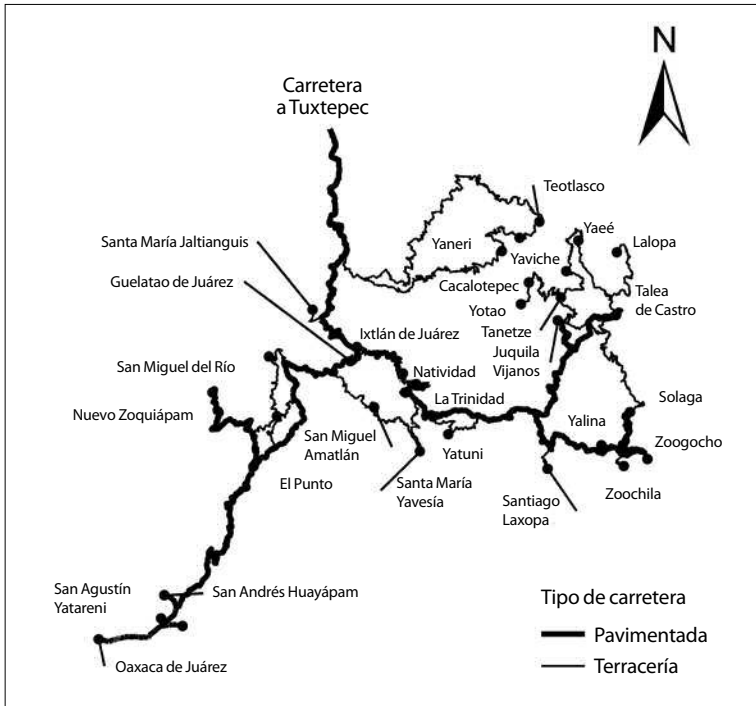 N
Carretera
a Tuxtepec
Teotlasco
Santa María Jaltianguis
Yaneri
Yaeé
Lalopa
Yaviche
Guelatao de Juárez
Cacalotepec
Yotao
Talea
de Castro
Ixtlán de Juárez
Tanetze
Juquila
Vijanos
San Miguel del Río
Natividad
La Trinidad
Solaga
Nuevo Zoquiápam
San Miguel
Amatlán
Yatuni
Yalina
Zoogocho
El Punto
Santa María
Yavesía
Santiago
Laxopa
Zoochila
San Agustín
Yatareni
San Andrés Huayápam
Oaxaca de Juárez
Tipo de carretera
Pavimentada
Terracería